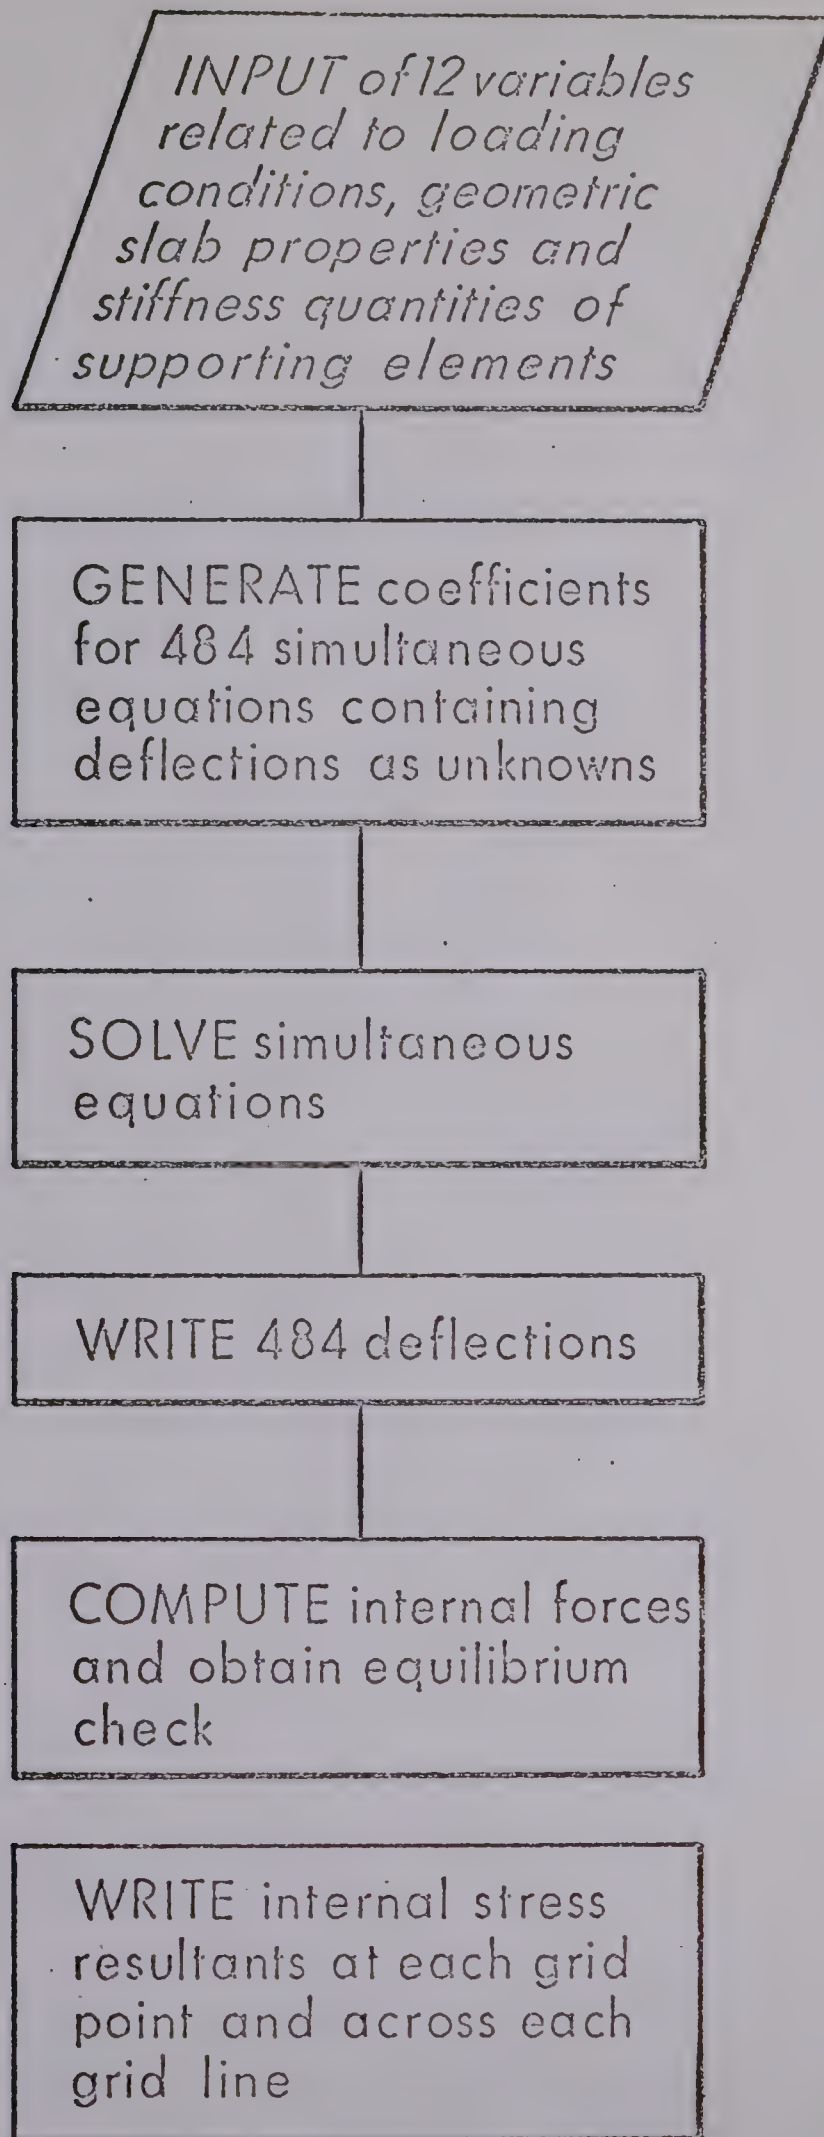 INPUT of 12 variables
related to loading
conditions, geometric
slab properties and
stiffness quantities of
supporting elements
GENERATE coefficients
for 484 simultaneous
equations containing
deflections as unknowns
SOLVE simultaneous
equations
WRITE 484 deflections
COMPUTE internal forces
and obtain equilibrium
check
WRITE internal stress
resultants at each grid
point and across each
grid line